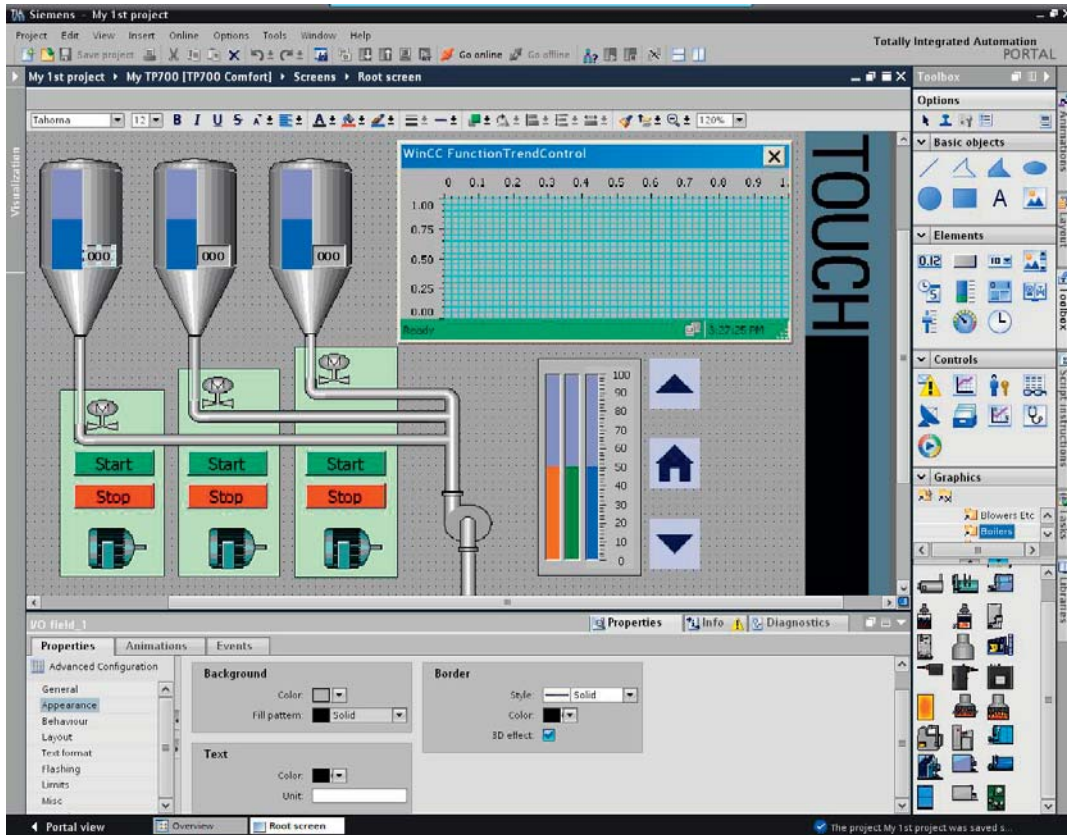 Siemens - My 1st project
Project Edit View Insert Online Options Tools Window Help
Totally Integrated Automation
PORTAL
Save project Go online Go offline
My 1st project My TP700 [TP700 Comfort] Screens Root screen
Toolbox
Options
Tahoma 12 B I U S A A 120%
Visualization
Basic objects
A
Elements
0.12 10
5
Controls
Graphics
Blowers Etc
Boilers
Animations
Layout
Toolbox
Script instructions
Tasks
Libraries
WinCC FunctionTrendControl
0 0.1 0.2 0.3 0.4 0.5 0.6 0.7 0.8 0.9 1.
1.00
0.75
0.50
0.25
0.00
Ready 3:27:25 PM
TOUCH
000 000 000
M
M
M
Start Start Start
Stop Stop Stop
100
90
80
70
60
50
40
30
20
10
0
I/O field_1
Properties Info Diagnostics
Properties Animations Events
Advanced Configuration
General
Appearance
Behaviour
Layout
Text format
Flashing
Limits
Misc
Background
Color:
Fill pattern: Solid
Text
Color:
Unit:
Border
Style: Solid
Color:
3D effect:
Portal view Overview Root screen
The project My 1st project was saved s...